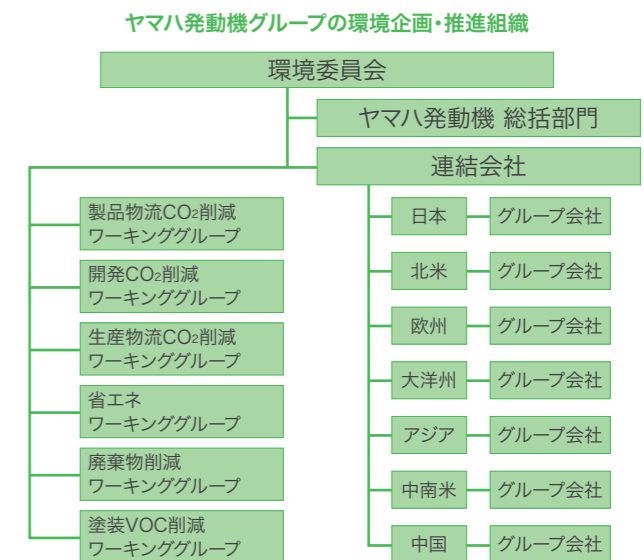 ヤマハ発動機グループの環境企画・推進組織
環境委員会
ヤマハ発動機 総括部門
連結会社
製品物流CO2削減
ワーキンググループ
開発CO2削減
ワーキンググループ
生産物流CO2削減
ワーキンググループ
省エネ
ワーキンググループ
廃棄物削減
ワーキンググループ
塗装VOC削減
ワーキンググループ
日本 グループ会社
北米 グループ会社
欧州 グループ会社
大洋州 グループ会社
アジア グループ会社
中南米 グループ会社
中国 グループ会社